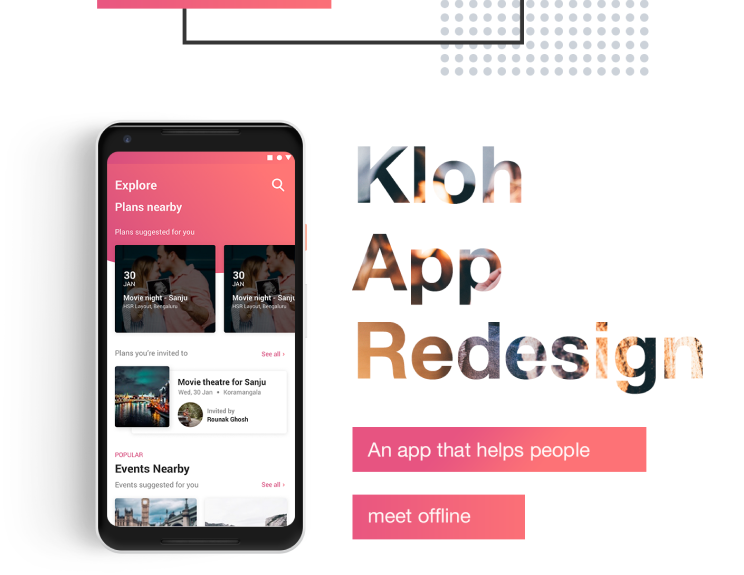 Explore
Plans nearby
Plans suggested for you
30
JAN
Movie night - Sanju
HSR Layout, Bengaluru
30
JAN
Movie night - Sanju
HSR Layout, Bengaluru
Plans you're invited to
See all ›
Movie theatre for Sanju
Wed, 30 Jan • Koramangala
Invited by
Rounak Ghosh
POPULAR
Events Nearby
Events suggested for you
See all ›
Kloh
App
Redesign
An app that helps people
meet offline